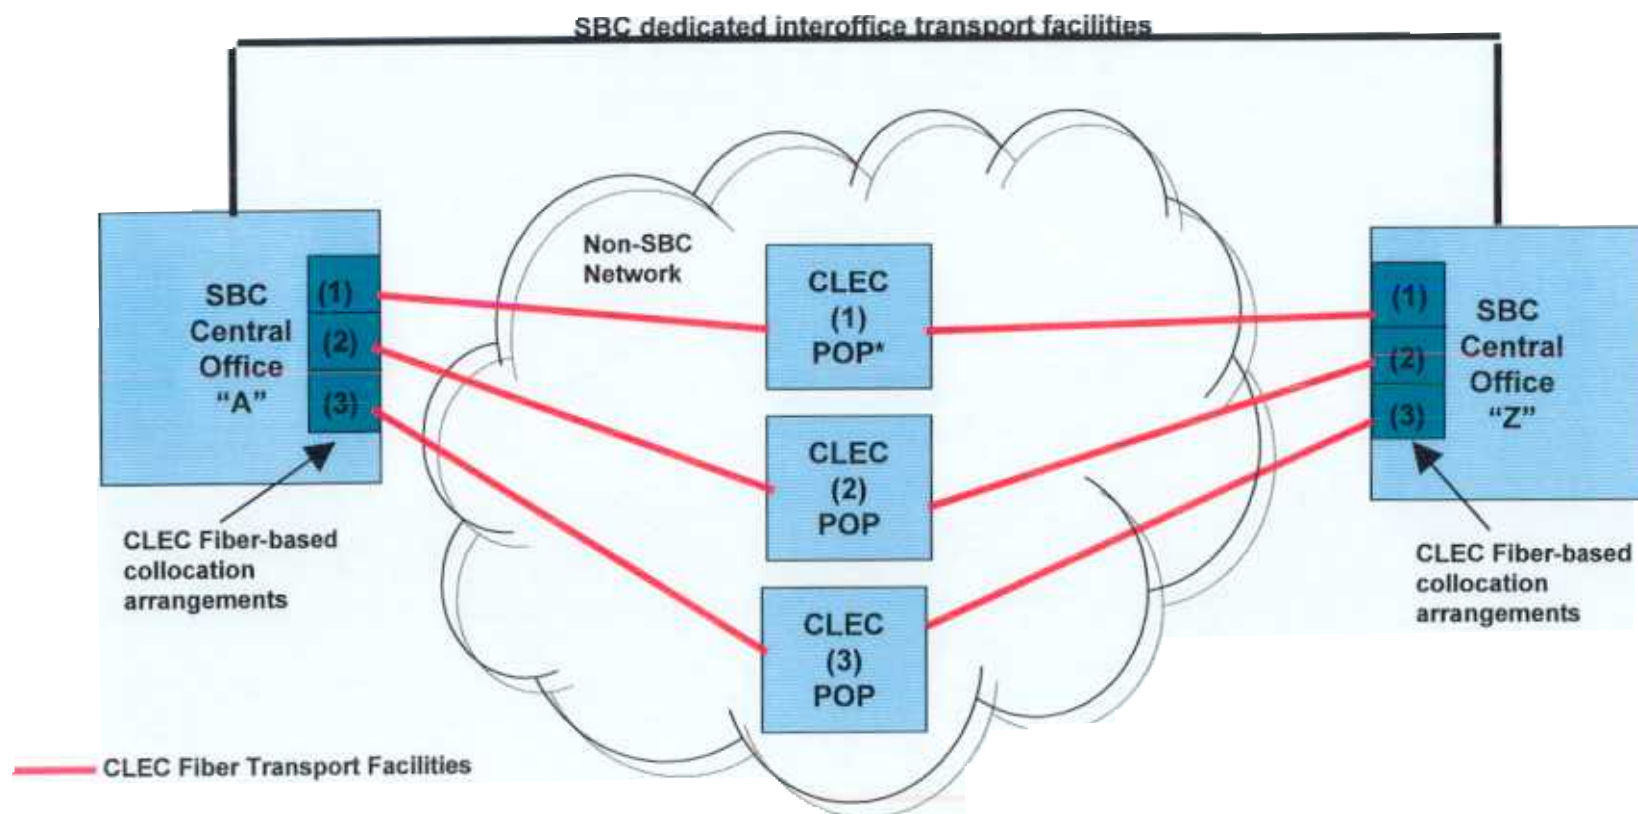 SBC dedicated interoffice transport facilities
Non-SBC
Network
SBC
Central
Office
“A”
(1)
(2)
(3)
CLEC
(1)
POP*
CLEC
(2)
POP
CLEC
(3)
POP
(1)
(2)
(3)
SBC
Central
Office
“Z”
CLEC Fiber-based
collocation
arrangements
CLEC Fiber-based
collocation
arrangements
CLEC Fiber Transport Facilities